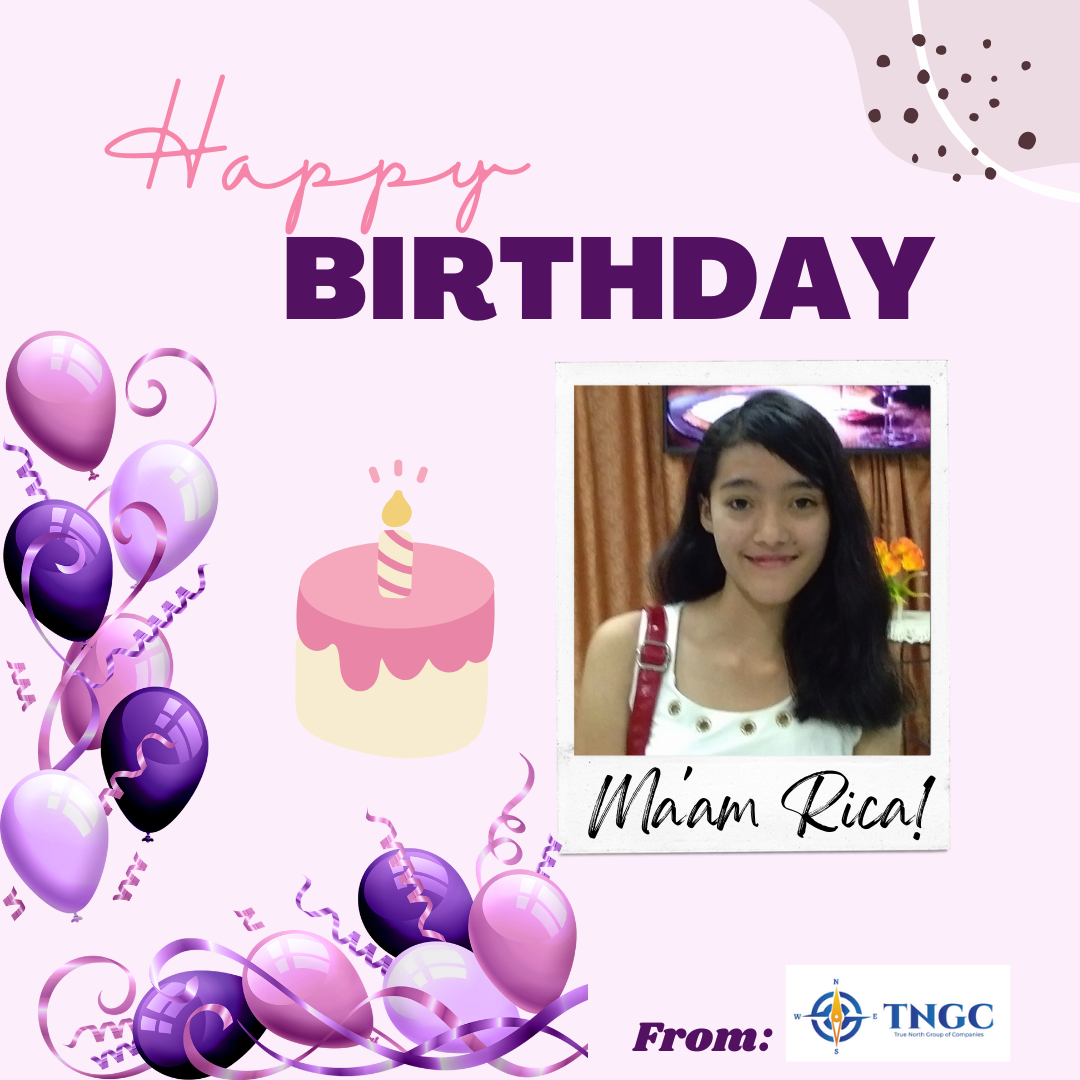 Happy
BIRTHDAY
Ma'am Rica!
From:
N
W E
S
TNGC
True North Group of Companies